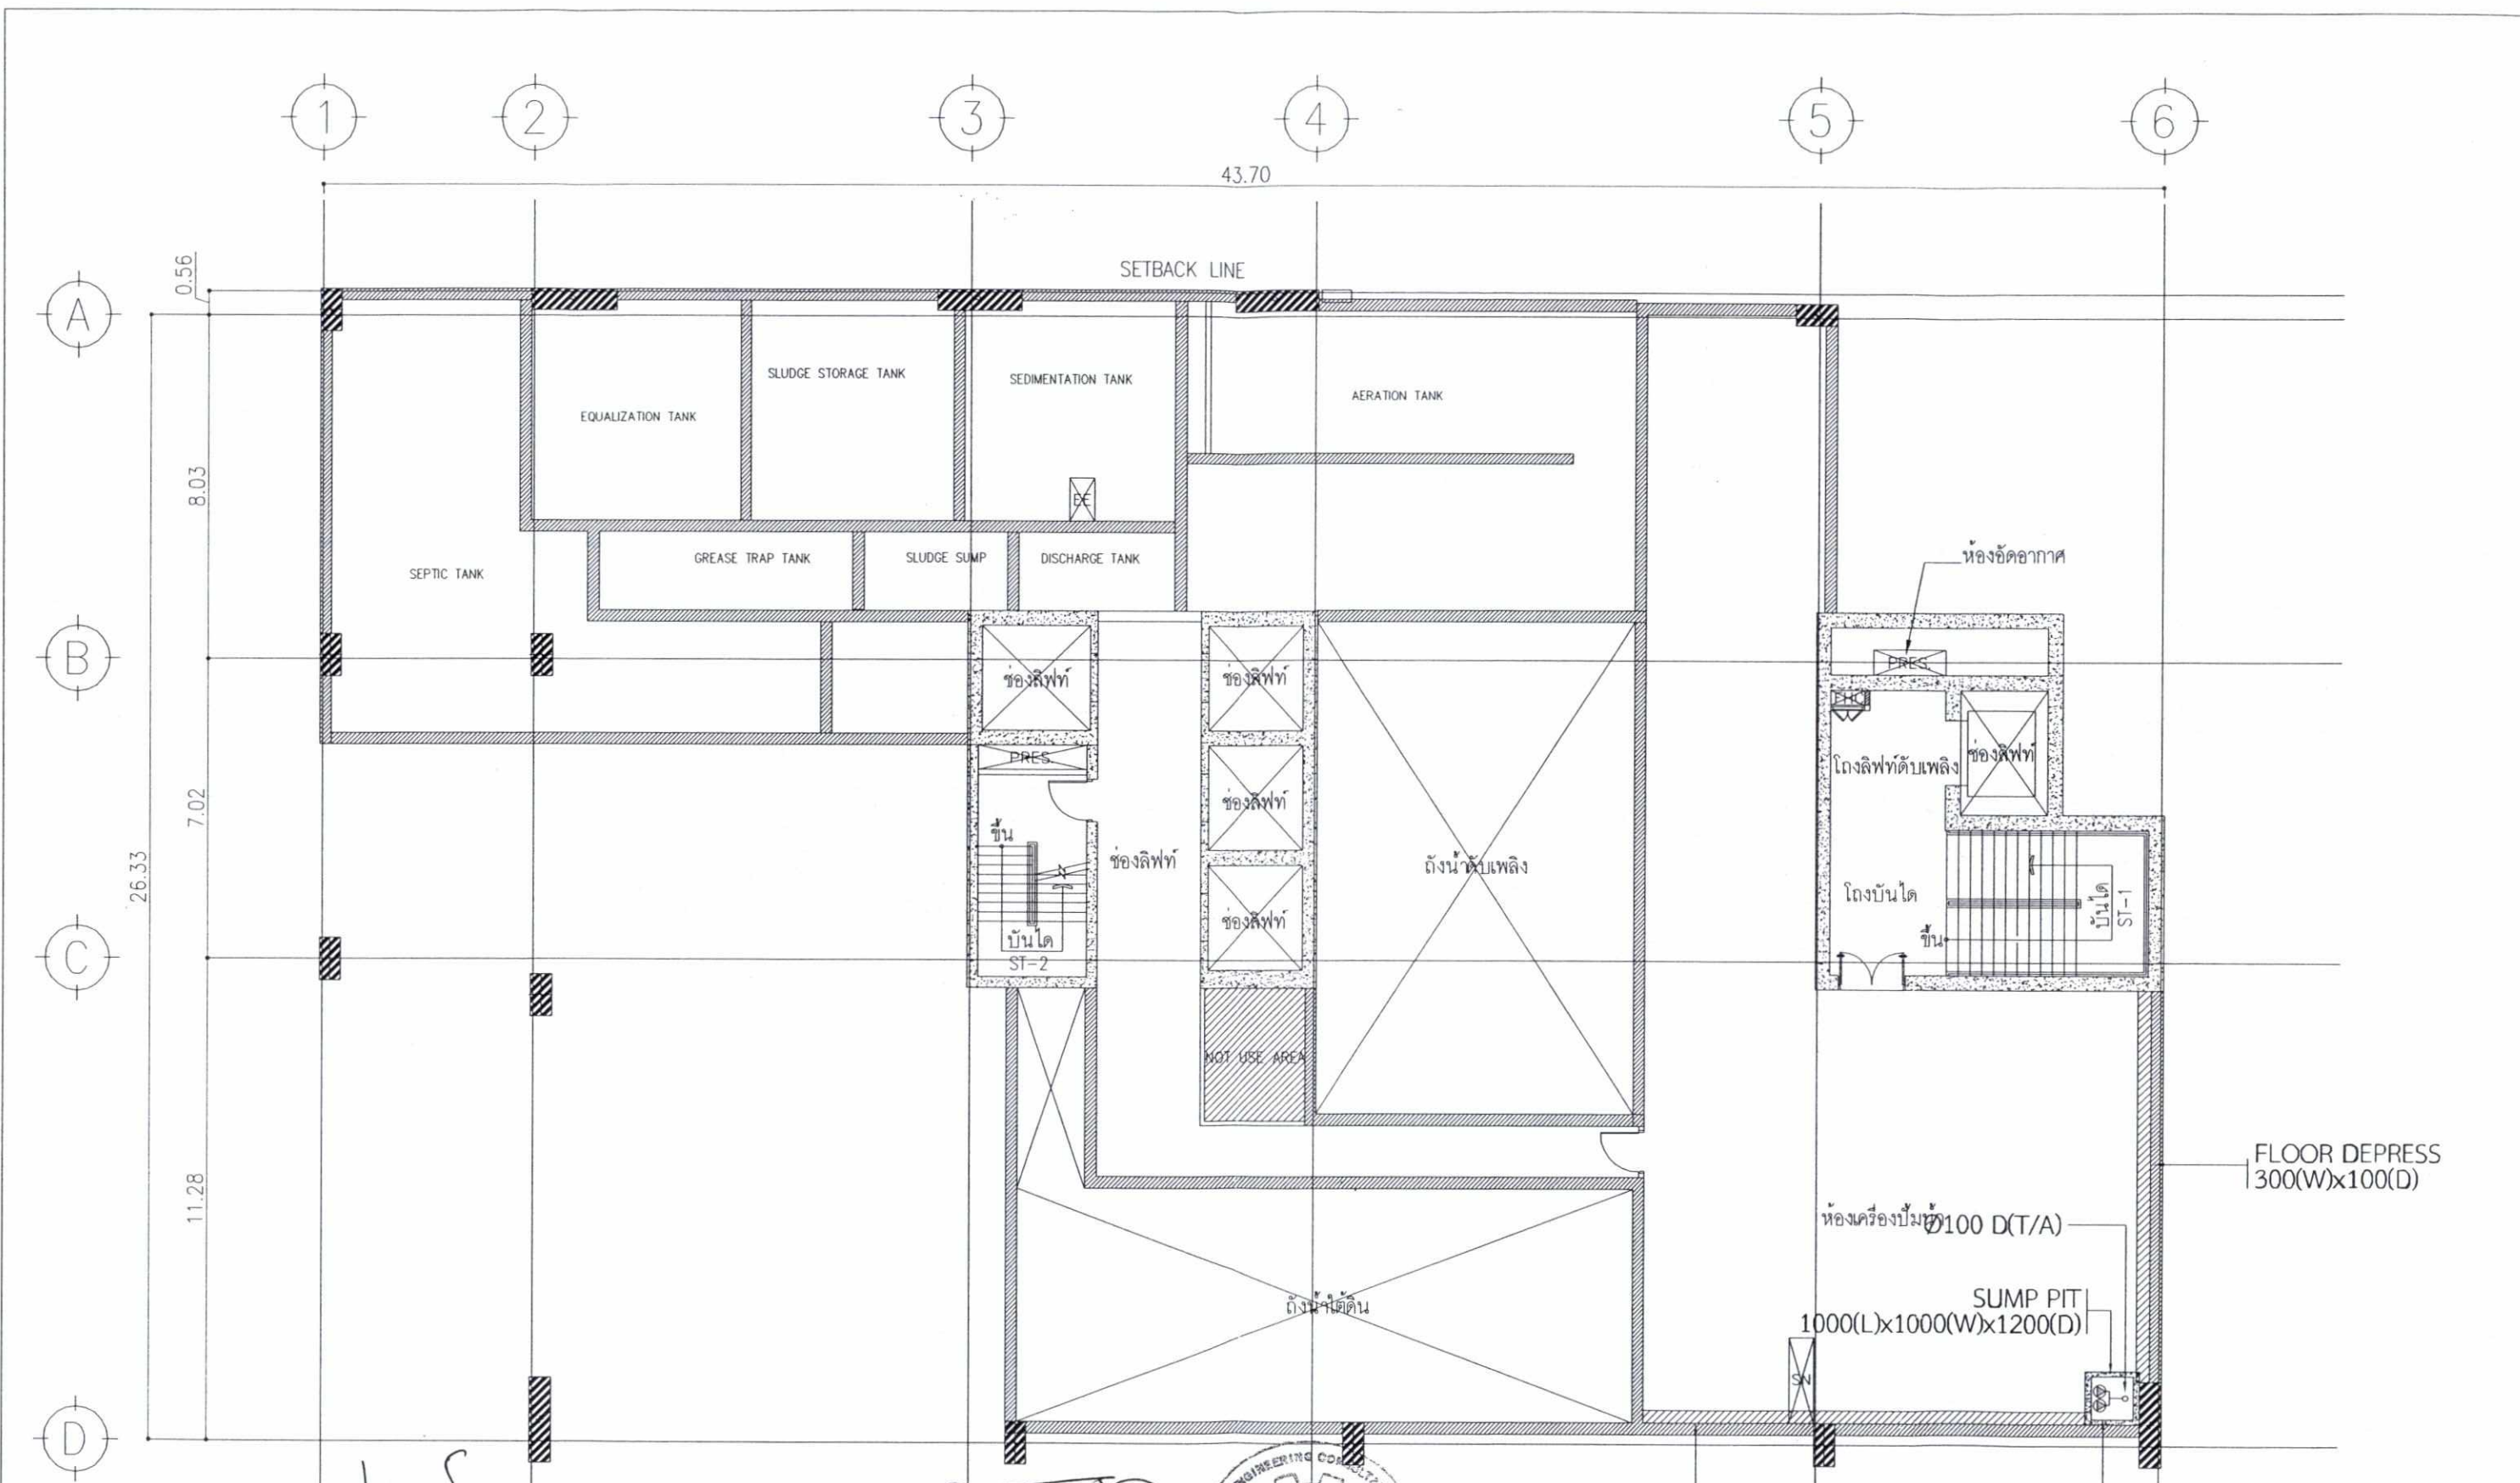 1
2
3
4
5
6
43.70
SETBACK LINE
0.56
A
8.03
SLUDGE STORAGE TANK
SEDIMENTATION TANK
AERATION TANK
EQUALIZATION TANK
EE
GREASE TRAP TANK
SLUDGE SUMP
DISCHARGE TANK
SEPTIC TANK
ห้องอัดอากาศ
B
PRES.
ช่องลิฟท์
ช่องลิฟท์
FHC
PRES.
ช่องลิฟท์
โถงลิฟท์ดับเพลิง
ช่องลิฟท์
7.02
ขึ้น
ช่องลิฟท์
ถังน้ำดับเพลิง
26.33
โถงบันได
บันได
ST-1
ช่องลิฟท์
ขึ้น
บันได
ST-2
C
NOT USE AREA
11.28
FLOOR DEPRESS
300(W)x100(D)
ห้องเครื่องปั๊มน้ำ
Ø100 D(T/A)
ถังน้ำใต้ดิน
SUMP PIT
1000(L)x1000(W)x1200(D)
SN
D
ENGINEERING CONSULTA